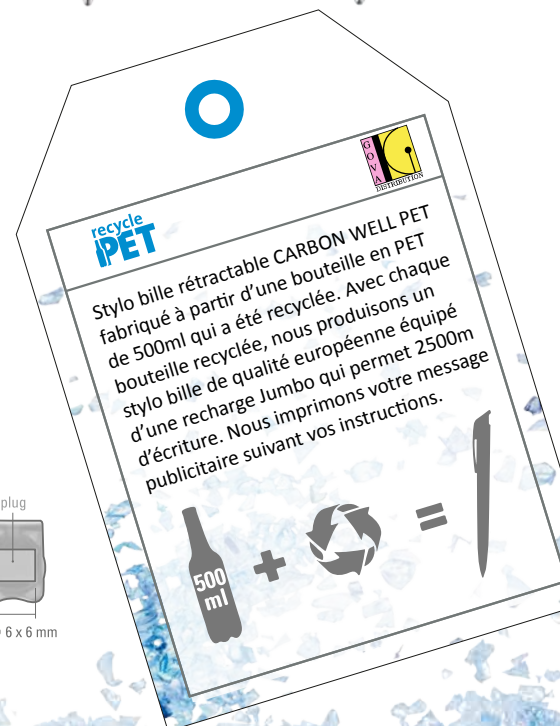 GOVA
DISTRIBUTION
recycle
PET
Stylo bille rétractable CARBON WELL PET
fabriqué à partir d'une bouteille en PET
de 500ml qui a été recyclée. Avec chaque
bouteille recyclée, nous produisons un
stylo bille de qualité européenne équipé
d'une recharge Jumbo qui permet 2500m
d'écriture. Nous imprimons votre message
publicitaire suivant vos instructions.
500
ml
plug
6 x 6 mm